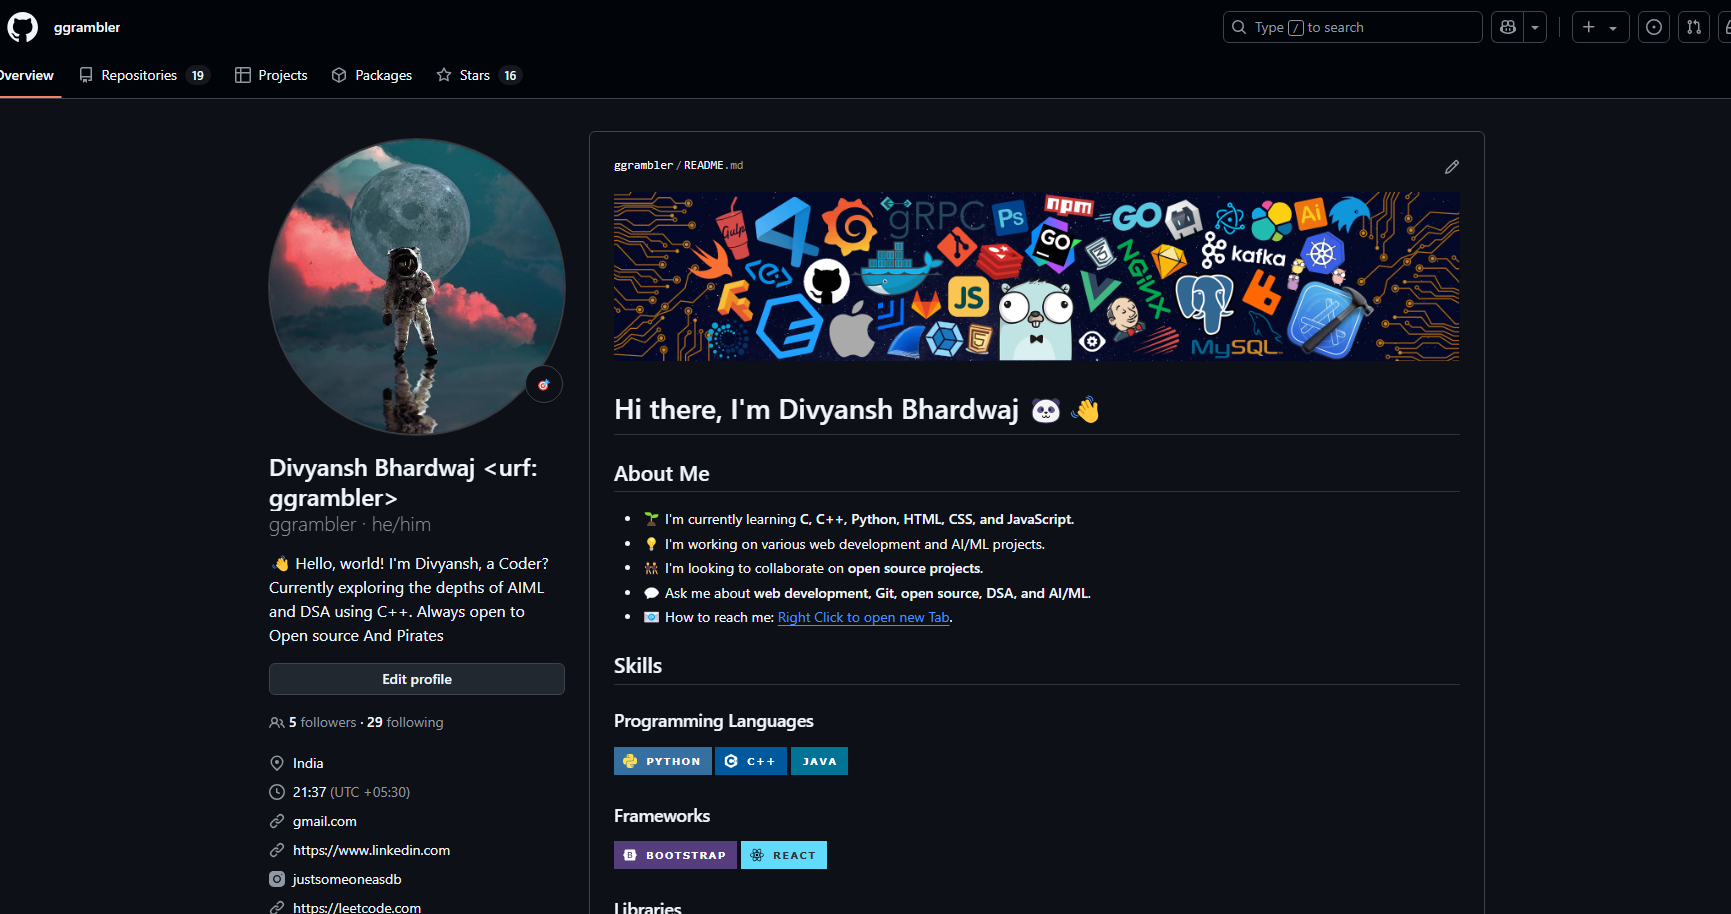 ggrambler
Type / to search
Overview
Repositories 19
Projects
Packages
Stars 16
Divyansh Bhardwaj <urf:
ggrambler>
ggrambler · he/him
👋 Hello, world! I'm Divyansh, a Coder?
Currently exploring the depths of AIML
and DSA using C++. Always open to
Open source And Pirates
Edit profile
5 followers · 29 following
India
21:37 (UTC +05:30)
gmail.com
https://www.linkedin.com
justsomeoneasdb
https://leetcode.com
ggrambler/README.md
Gulp
gRPC
Ps
npm
GO
Ai
GO
kafka
NGiNX
JS
MySQL
Hi there, I'm Divyansh Bhardwaj 🐼 👋
About Me
🌱 I'm currently learning C, C++, Python, HTML, CSS, and JavaScript.
💡 I'm working on various web development and AI/ML projects.
👯 I'm looking to collaborate on open source projects.
💬 Ask me about web development, Git, open source, DSA, and AI/ML.
📧 How to reach me: Right Click to open new Tab.
Skills
Programming Languages
PYTHON
C++
JAVA
Frameworks
BOOTSTRAP
REACT
Libraries